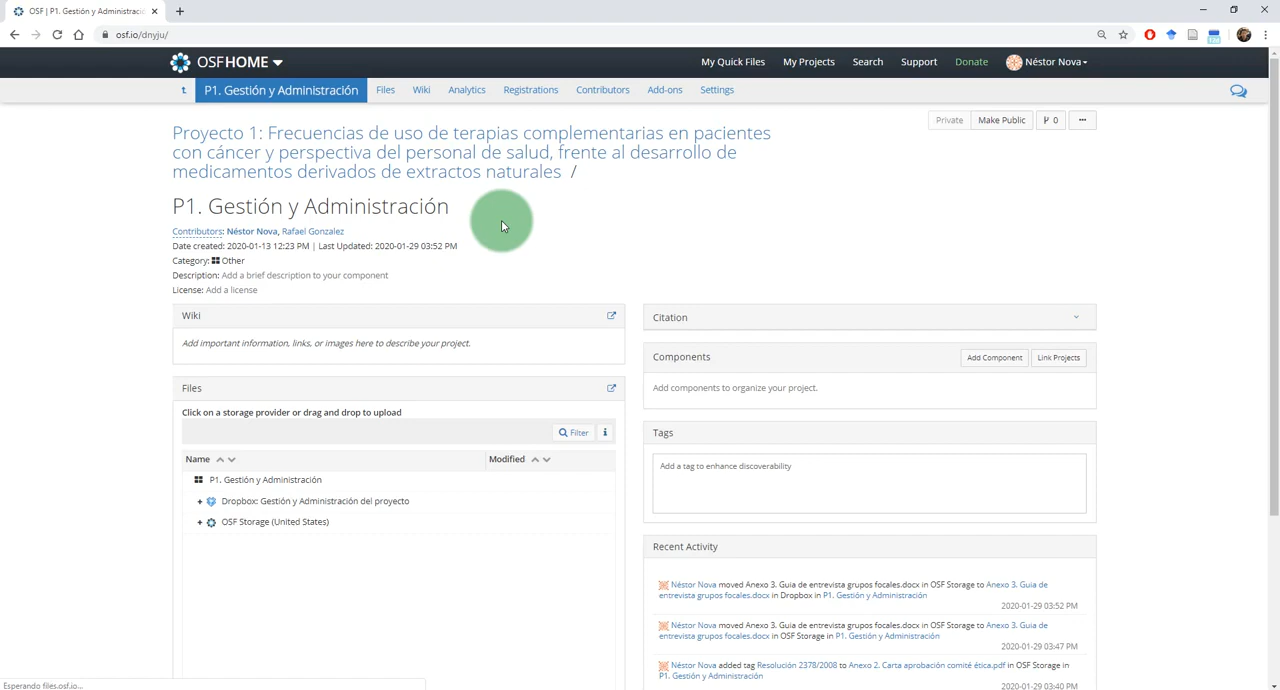 OSF | P1. Gestión y Administració
osf.io/dnyju/
OSFHOME
My Quick Files
My Projects
Search
Support
Donate
Néstor Nova
P1. Gestión y Administración
Files
Wiki
Analytics
Registrations
Contributors
Add-ons
Settings
Private
Make Public
0
Proyecto 1: Frecuencias de uso de terapias complementarias en pacientes
con cáncer y perspectiva del personal de salud, frente al desarrollo de
medicamentos derivados de extractos naturales /
P1. Gestión y Administración
Contributors: Néstor Nova, Rafael Gonzalez
Date created: 2020-01-13 12:23 PM | Last Updated: 2020-01-29 03:52 PM
Category: Other
Description: Add a brief description to your component
License: Add a license
Wiki
Add important information, links, or images here to describe your project.
Files
Click on a storage provider or drag and drop to upload
Filter
Name
Modified
P1. Gestión y Administración
Dropbox: Gestión y Administración del proyecto
OSF Storage (United States)
Citation
Components
Add Component
Link Projects
Add components to organize your project.
Tags
Add a tag to enhance discoverability
Recent Activity
Néstor Nova moved Anexo 3. Guia de entrevista grupos focales.docx in OSF Storage to Anexo 3. Guia de
entrevista grupos focales.docx in Dropbox in P1. Gestión y Administración
2020-01-29 03:52 PM
Néstor Nova moved Anexo 3. Guia de entrevista grupos focales.docx in OSF Storage to Anexo 3. Guia de
entrevista grupos focales.docx in OSF Storage in P1. Gestión y Administración
2020-01-29 03:47 PM
Néstor Nova added tag Resolución 2378/2008 to Anexo 2. Carta aprobación comité ética.pdf in OSF Storage in
P1. Gestión y Administración
2020-01-29 03:40 PM
Esperando files.osf.io...